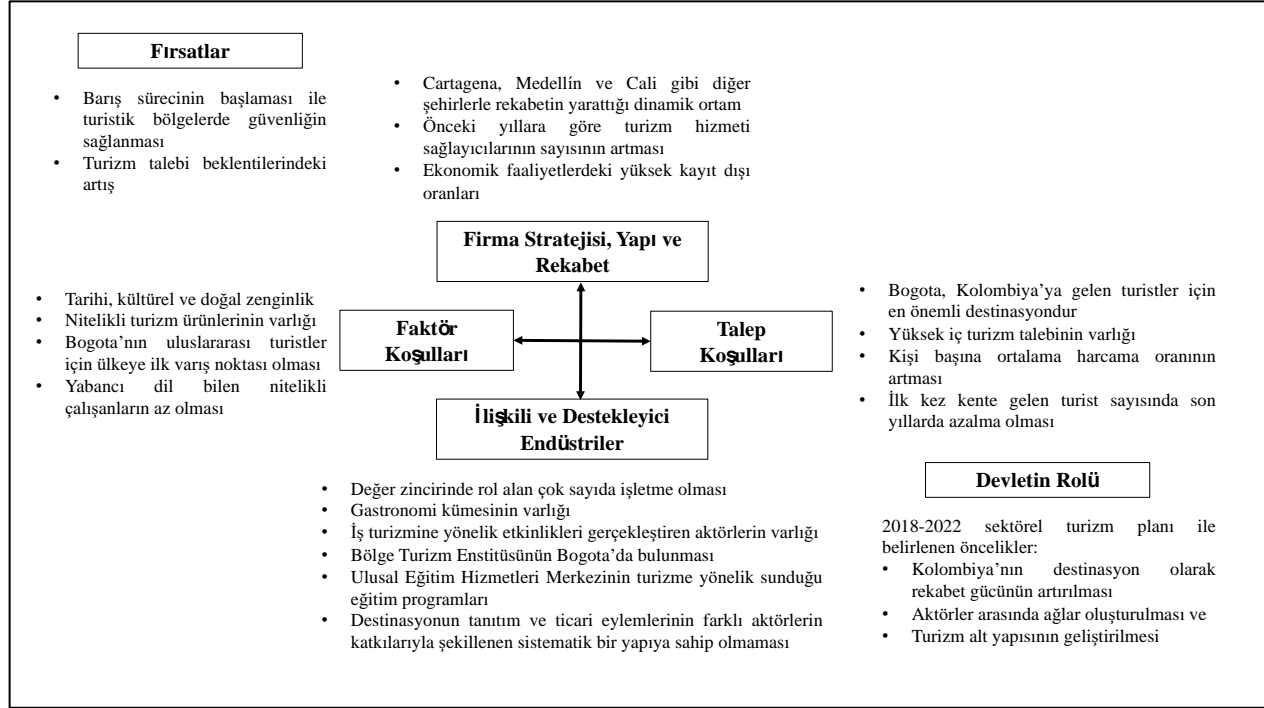 Fırsatlar
• Barış sürecinin başlaması ile
turistik bölgelerde güvenliğin
sağlanması
• Turizm talebi beklentilerindeki
artış
• Cartagena, Medellín ve Cali gibi diğer
şehirlerle rekabetin yarattığı dinamik ortam
• Önceki yıllara göre turizm hizmeti
sağlayıcılarının sayısının artması
• Ekonomik faaliyetlerdeki yüksek kayıt dışı
oranları
Firma Stratejisi, Yapı ve
Rekabet
• Tarihi, kültürel ve doğal zenginlik
• Nitelikli turizm ürünlerinin varlığı
• Bogota’nın uluslararası turistler
için ülkeye ilk varış noktası olması
• Yabancı dil bilen nitelikli
çalışanların az olması
Faktör
Koşulları
Talep
Koşulları
• Bogota, Kolombiya’ya gelen turistler için
en önemli destinasyondur
• Yüksek iç turizm talebinin varlığı
• Kişi başına ortalama harcama oranının
artması
• İlk kez kente gelen turist sayısında son
yıllarda azalma olması
İlişkili ve Destekleyici
Endüstriler
• Değer zincirinde rol alan çok sayıda işletme olması
• Gastronomi kümesinin varlığı
• İş turizmine yönelik etkinlikleri gerçekleştiren aktörlerin varlığı
• Bölge Turizm Enstitüsünün Bogota’da bulunması
• Ulusal Eğitim Hizmetleri Merkezinin turizme yönelik sunduğu
eğitim programları
• Destinasyonun tanıtım ve ticari eylemlerinin farklı aktörlerin
katkılarıyla şekillenen sistematik bir yapıya sahip olmaması
Devletin Rolü
2018-2022 sektörel turizm planı ile
belirlenen öncelikler:
• Kolombiya’nın destinasyon olarak
rekabet gücünün artırılması
• Aktörler arasında ağlar oluşturulması ve
• Turizm alt yapısının geliştirilmesi